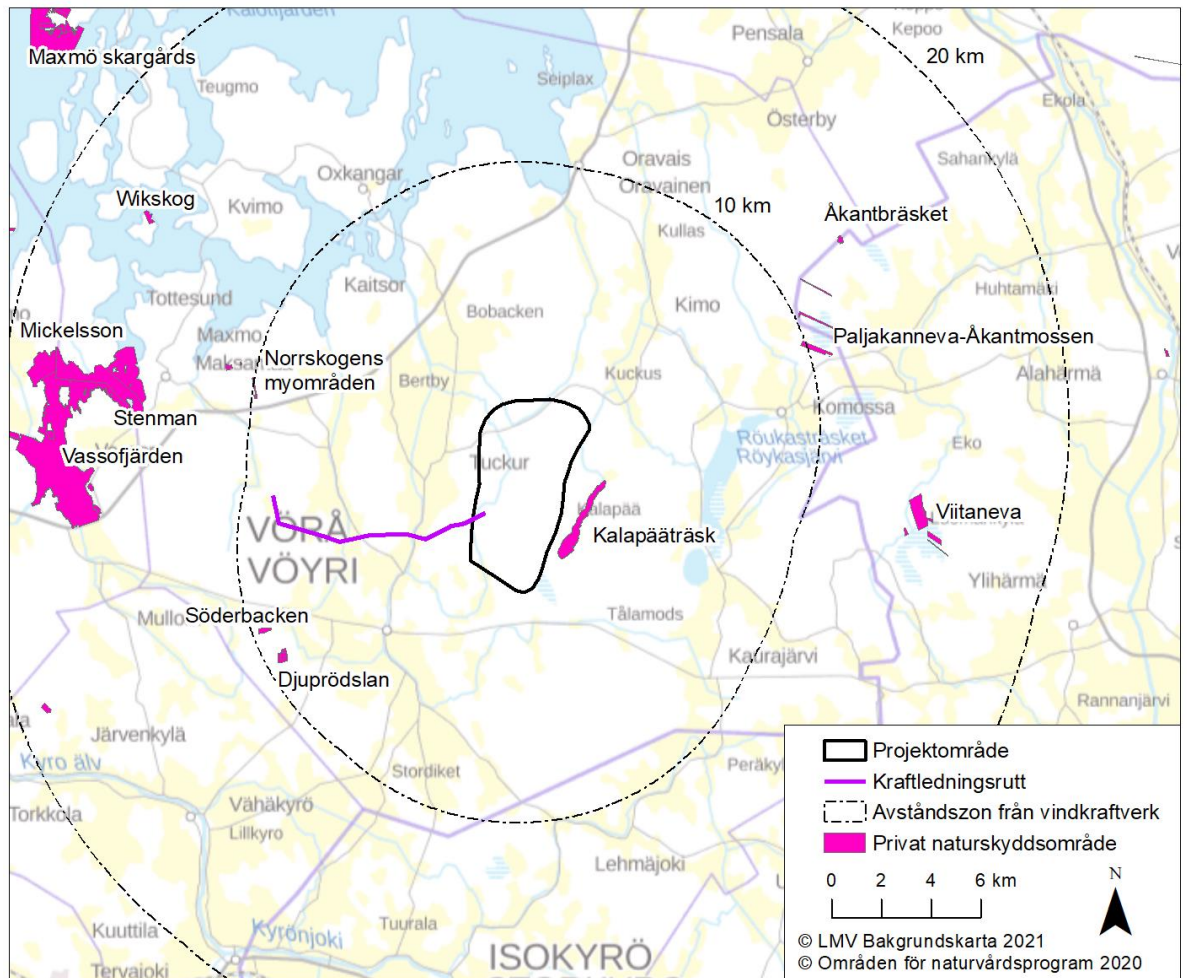 Kalotfjärden
Keppo
Kepoo
Pensala
Maxmö skargårds
20 km
Teugmo
Seiplax
Ekola
Österby
Sahankylä
Oravais
Oravainen
Oxkangar
Wikskog
Kvimo
10 km
Åkantbräsket
Kullas
Kaitsor
Huhtamäki
Tottesund
Kimo
Bobacken
Mickelsson
Maxmo
Paljakanneva-Åkantmossen
Norrskogens
myområden
Kuckus
Alahärmä
Bertby
Stenman
Komossa
Röukasträsket
Röykasjärvi
Eko
Vassofjärden
Tuckur
Kalapää
Viitaneva
VÖRÅ
VÖYRI
Kalapääträsk
Ylihärmä
Mullo
Söderbacken
Tålamods
Kaurajärvi
Djuprödslan
Rannanjärvi
Järvenkylä
Kyro älv
Stordiket
Peräkyl
Torkkola
Vähäkyrö
Lillkyro
Lehmäjoki
Kuuttila
Tuurala
Kyrönjoki
Tervajoki
ISOKYRÖ
Projektområde
Kraftledningsrutt
Avståndszon från vindkraftverk
Privat naturskyddsområde
0 2 4 6 km
N
© LMV Bakgrundskarta 2021
© Områden för naturvårdsprogram 2020